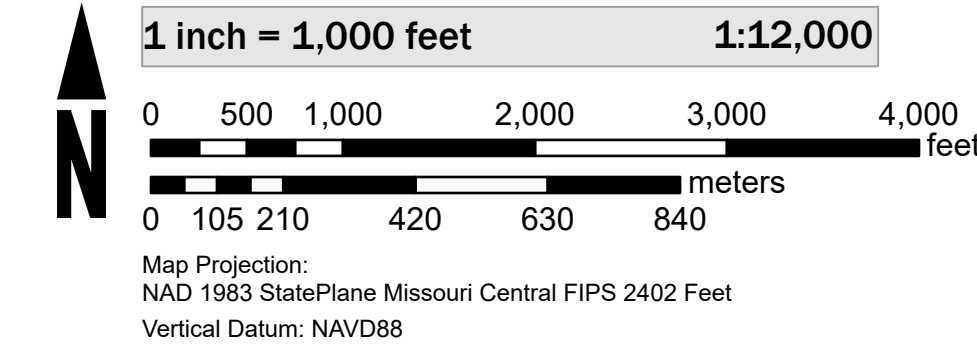 1 inch = 1,000 feet 1:12,000
0 500 1,000 2,000 3,000 4,000
feet
N
meters
0 105 210 420 630 840
Map Projection:
NAD 1983 StatePlane Missouri Central FIPS 2402 Feet
Vertical Datum: NAVD88